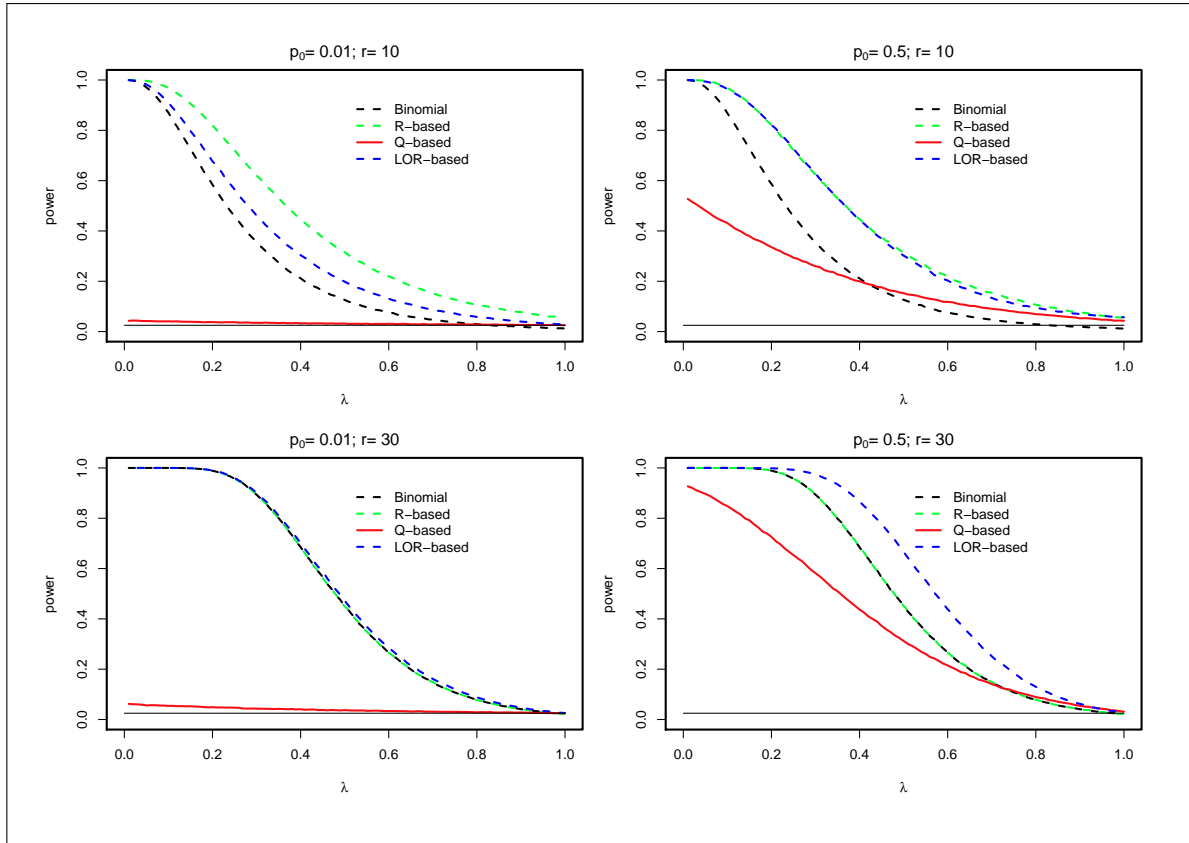 p₀= 0.01; r= 10
power
1.0
0.8
0.6
0.4
0.2
0.0
Binomial
R−based
Q−based
LOR−based
0.0 0.2 0.4 0.6 0.8 1.0
λ
p₀= 0.5; r= 10
power
1.0
0.8
0.6
0.4
0.2
0.0
Binomial
R−based
Q−based
LOR−based
0.0 0.2 0.4 0.6 0.8 1.0
λ
p₀= 0.01; r= 30
power
1.0
0.8
0.6
0.4
0.2
0.0
Binomial
R−based
Q−based
LOR−based
0.0 0.2 0.4 0.6 0.8 1.0
λ
p₀= 0.5; r= 30
power
1.0
0.8
0.6
0.4
0.2
0.0
Binomial
R−based
Q−based
LOR−based
0.0 0.2 0.4 0.6 0.8 1.0
λ